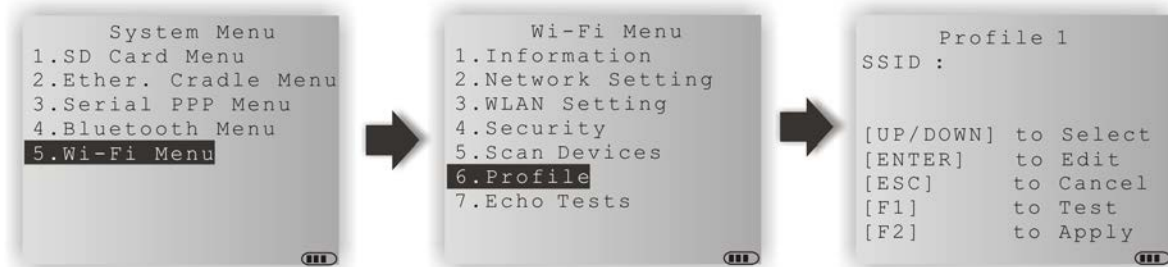 System Menu
1.SD Card Menu
2.Ether. Cradle Menu
3.Serial PPP Menu
4.Bluetooth Menu
5.Wi-Fi Menu
Wi-Fi Menu
1.Information
2.Network Setting
3.WLAN Setting
4.Security
5.Scan Devices
6.Profile
7.Echo Tests
Profile 1
SSID :
[UP/DOWN] to Select
[ENTER] to Edit
[ESC] to Cancel
[F1] to Test
[F2] to Apply